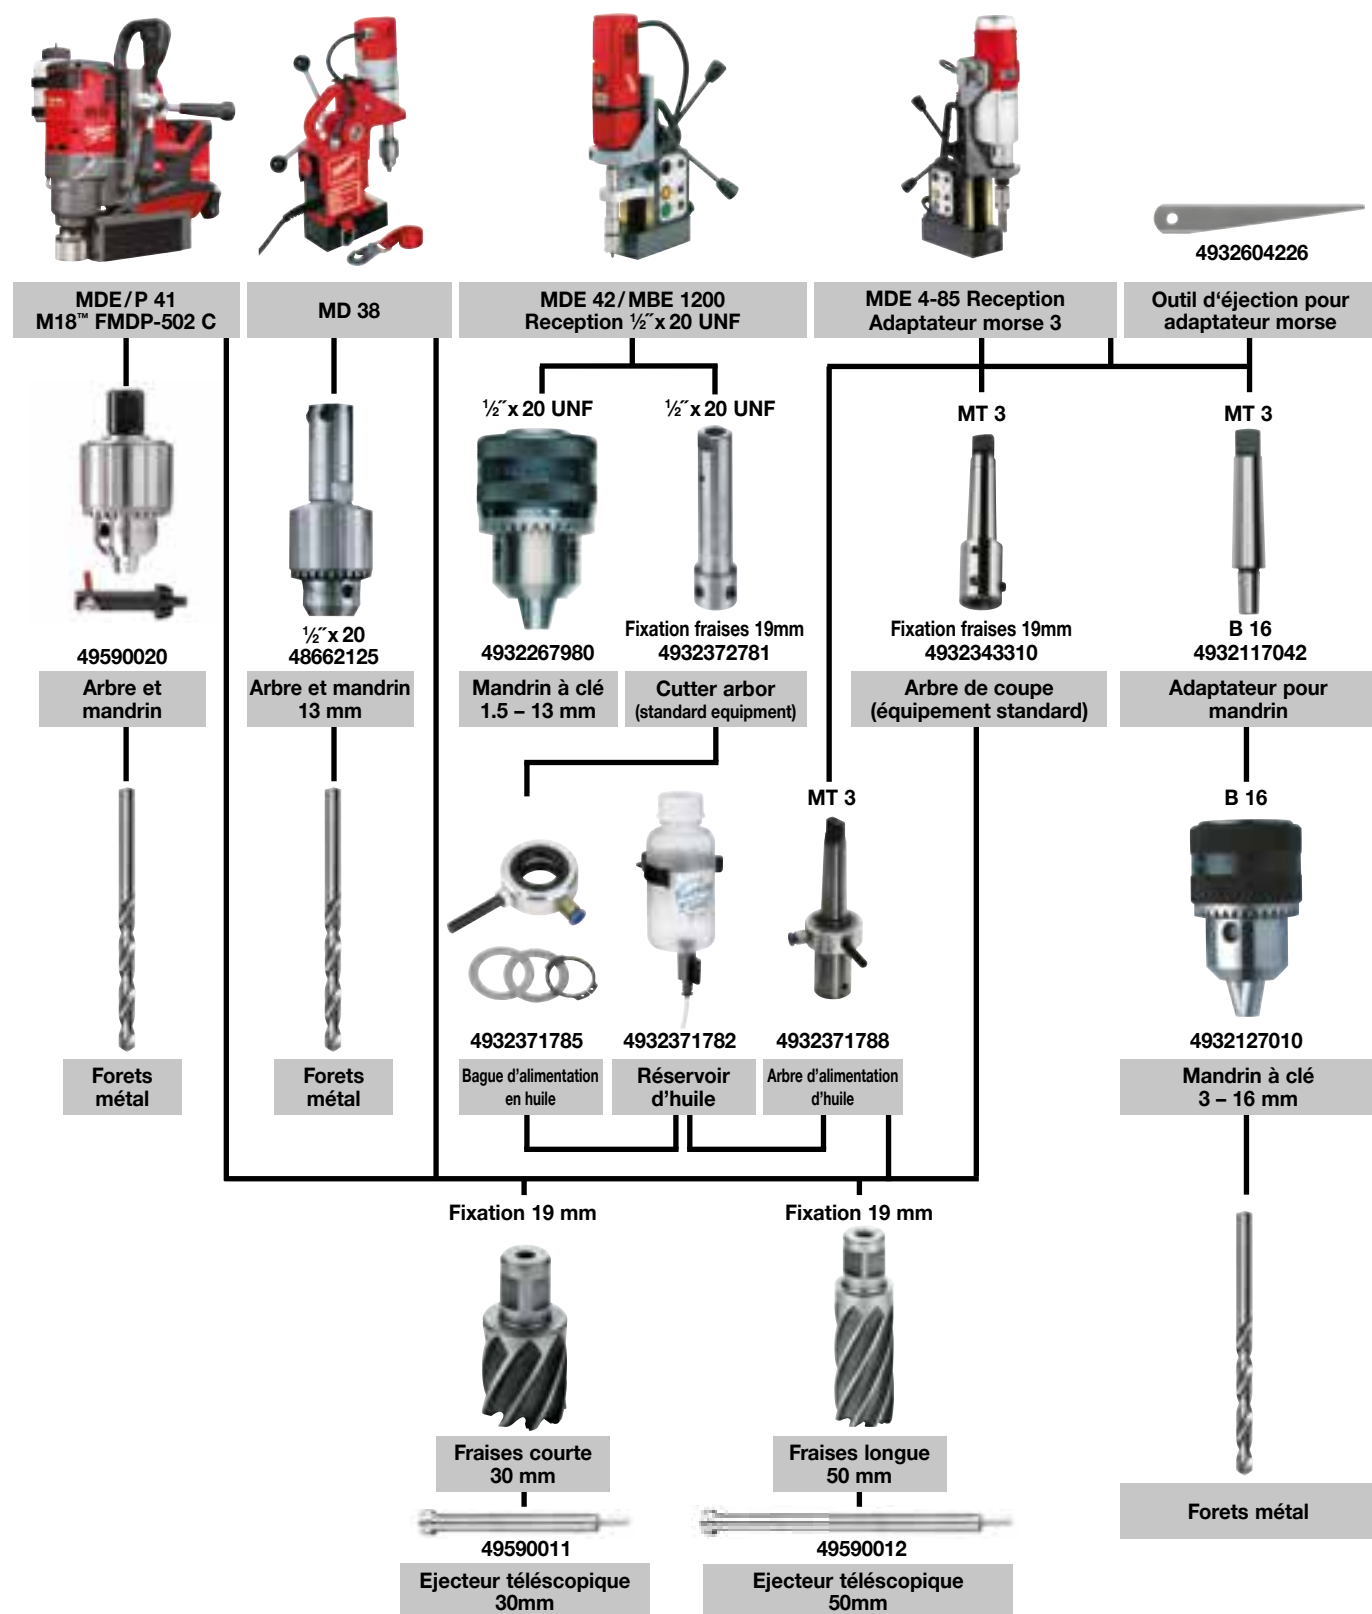 4932604226
MDE/P 41
M18™ FMDP-502 C
MD 38
MDE 42/MBE 1200
Reception ½˝x 20 UNF
MDE 4-85 Reception
Adaptateur morse 3
Outil d‘éjection pour
adaptateur morse
½˝x 20 UNF
½˝x 20 UNF
MT 3
MT 3
½˝x 20
Fixation fraises 19mm
Fixation fraises 19mm
B 16
49590020
48662125
4932267980
4932372781
4932343310
4932117042
Arbre et
mandrin
Arbre et mandrin
13 mm
Mandrin à clé
1.5 – 13 mm
Cutter arbor
(standard equipment)
Arbre de coupe
(équipement standard)
Adaptateur pour
mandrin
MT 3
B 16
4932371785
4932371782
4932371788
4932127010
Forets
métal
Forets
métal
Bague d’alimentation
en huile
Réservoir
d’huile
Arbre d’alimentation
d’huile
Mandrin à clé
3 – 16 mm
Fixation 19 mm
Fixation 19 mm
Fraises courte
30 mm
Fraises longue
50 mm
Forets métal
49590011
49590012
Ejecteur téléscopique
30mm
Ejecteur téléscopique
50mm